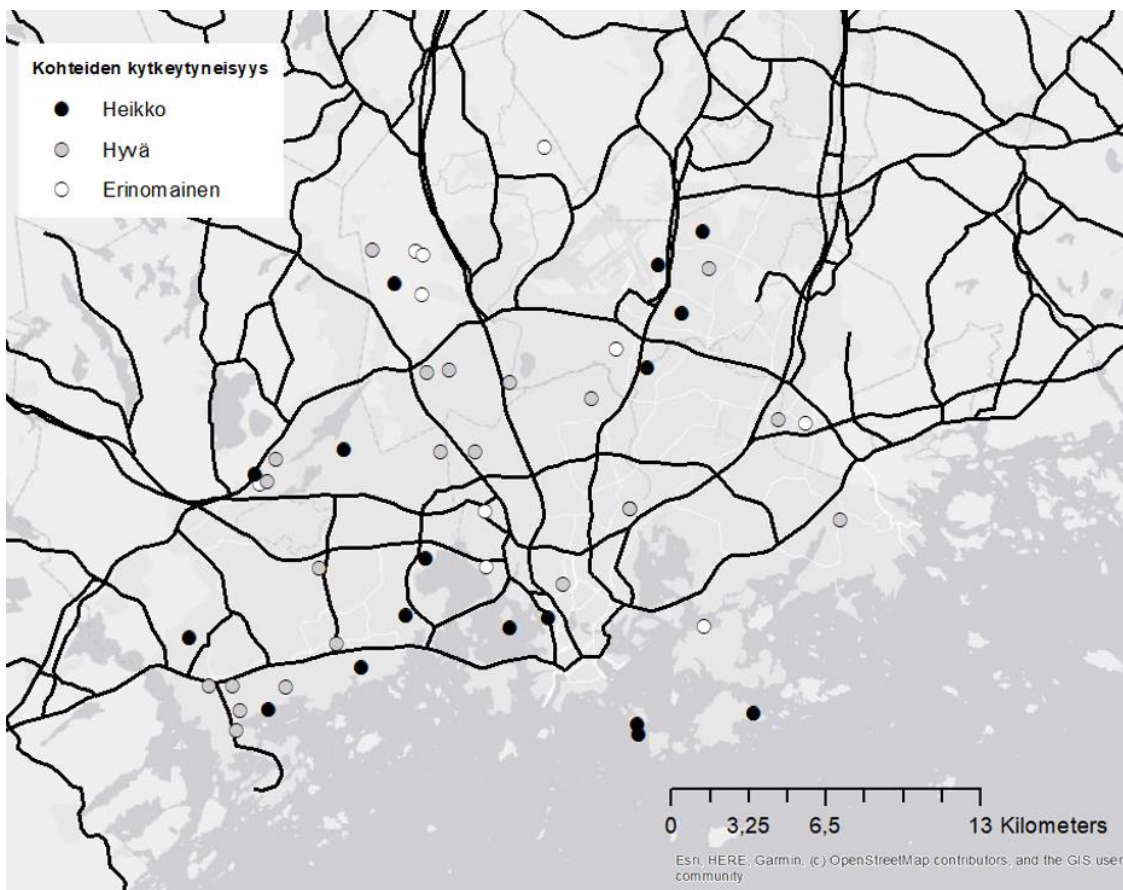 Kohteiden kytkeytyneisyys
Heikko
Hyvä
Erinomainen
0 3,25 6,5 13 Kilometers
Esri, HERE, Garmin, (c) OpenStreetMap contributors, and the GIS user
community